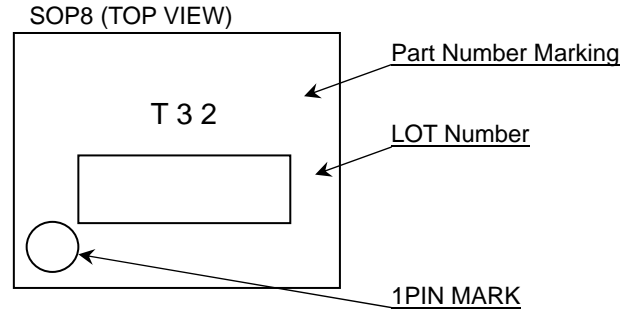 SOP8 (TOP VIEW)
Part Number Marking
T 3 2
LOT Number
1PIN MARK